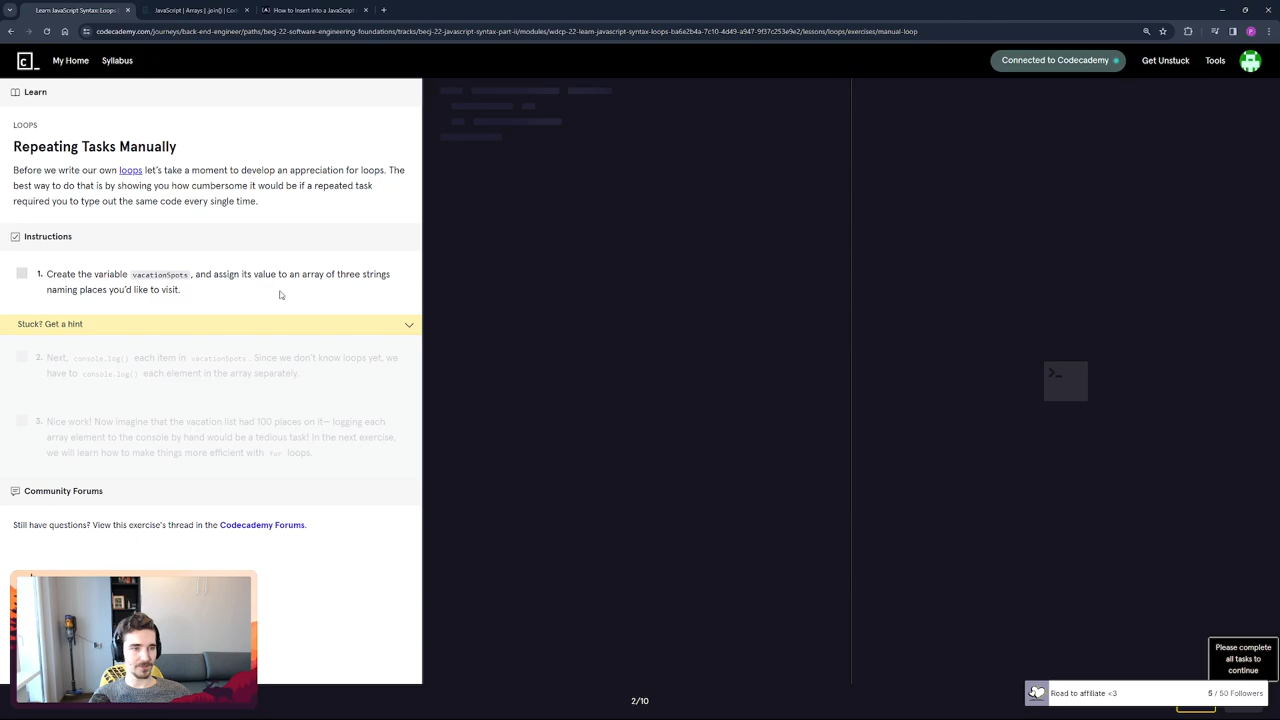 Learn JavaScript Syntax: Loops
JavaScript | Arrays | .join() | Cod
How to Insert into a JavaScript
codecademy.com/journeys/back-end-engineer/paths/becj-22-software-engineering-foundations/tracks/becj-22-javascript-syntax-part-ii/modules/wdcp-22-learn-javascript-syntax-loops-ba6e2b4a-7c10-4d49-a947-9f37c253e9e2/lessons/loops/exercises/manual-loop
My Home
Syllabus
Connected to Codecademy
Get Unstuck
Tools
Learn
LOOPS
Repeating Tasks Manually
Before we write our own loops let's take a moment to develop an appreciation for loops. The
best way to do that is by showing you how cumbersome it would be if a repeated task
required you to type out the same code every single time.
Instructions
1. Create the variable vacationSpots, and assign its value to an array of three strings
naming places you'd like to visit.
Stuck? Get a hint
2. Next, console.log() each item in vacationSpots. Since we don't know loops yet, we
have to console.log() each element in the array separately.
3. Nice work! Now imagine that the vacation list had 100 places on it— logging each
array element to the console by hand would be a tedious task! In the next exercise,
we will learn how to make things more efficient with for loops.
Community Forums
Still have questions? View this exercise's thread in the Codecademy Forums.
Please complete
all tasks to
continue
Road to affiliate <3
5 / 50 Followers
2/10